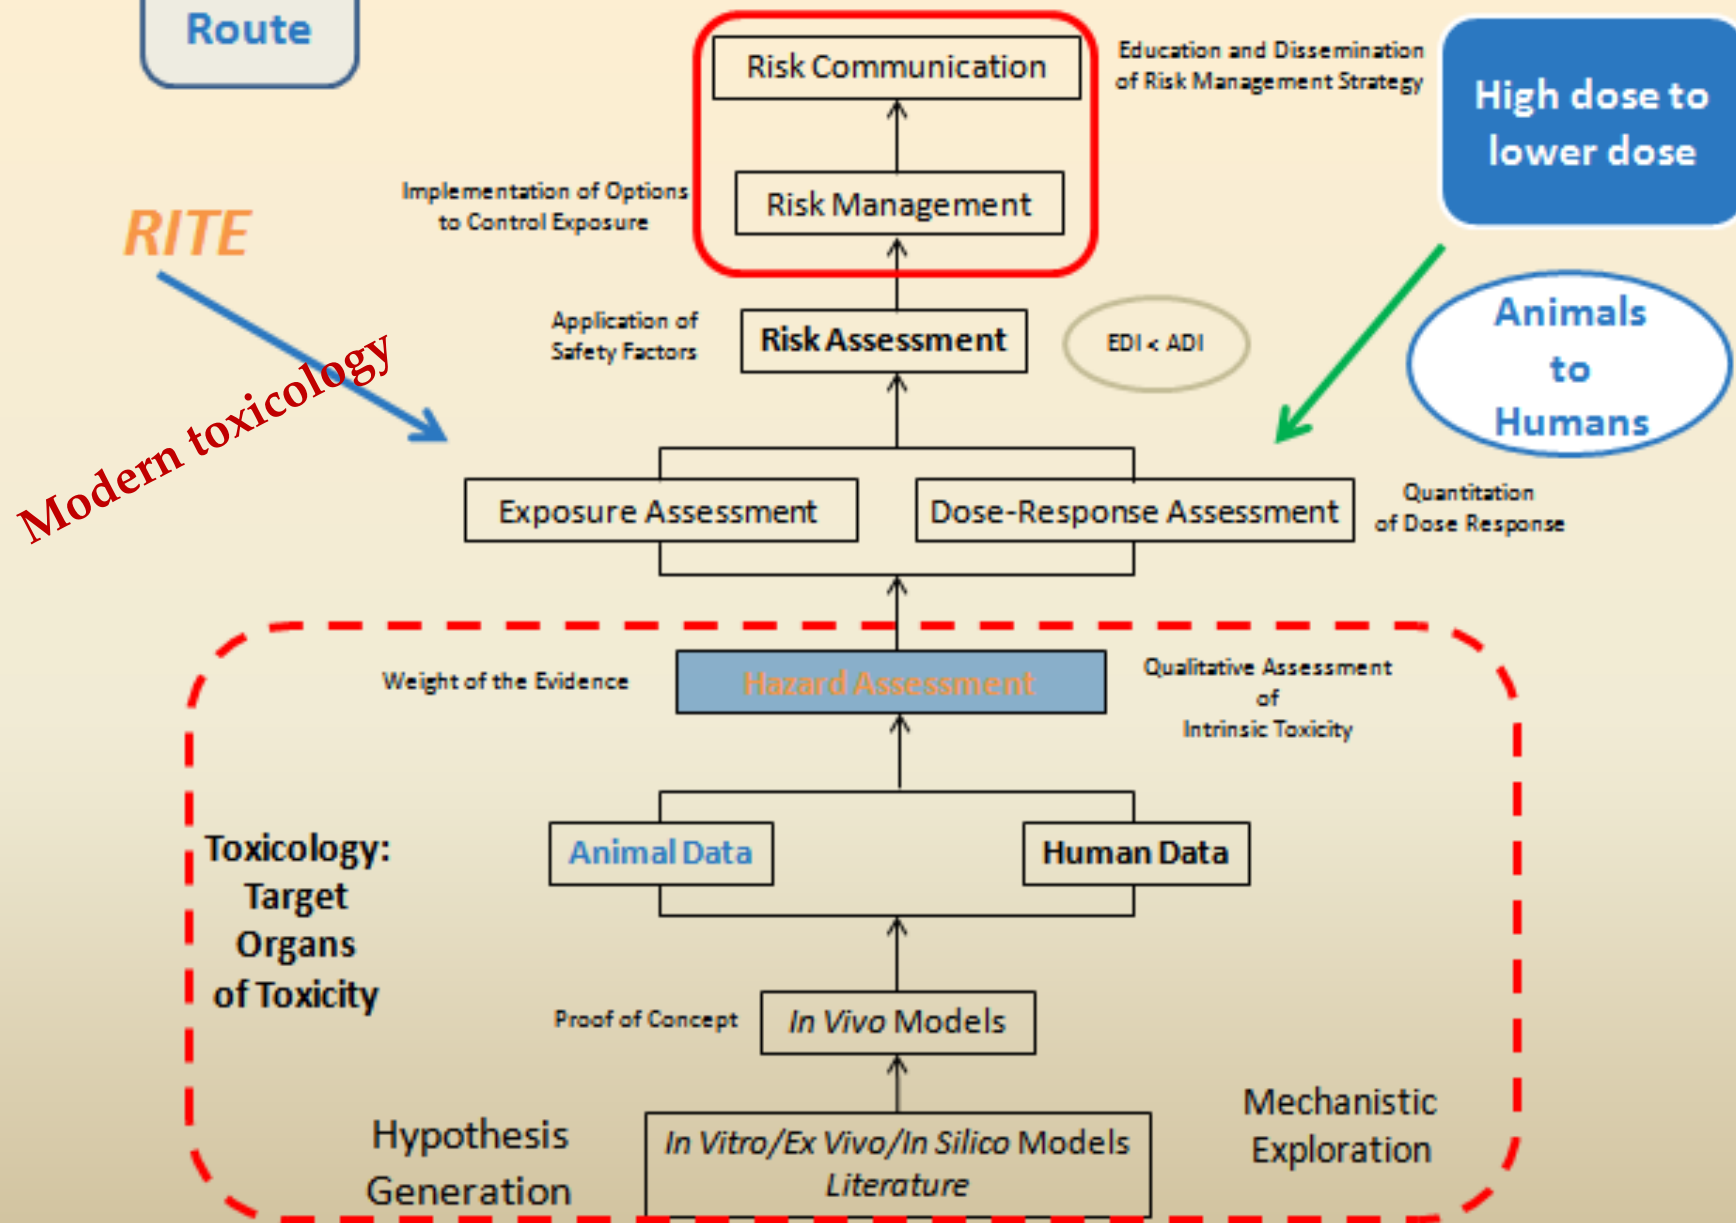 Route
Risk Communication
Education and Dissemination
of Risk Management Strategy
High dose to
lower dose
Implementation of Options
to Control Exposure
Risk Management
RITE
Animals
to
Humans
Application of
Safety Factors
Risk Assessment
EDI < ADI
Modern toxicology
Exposure Assessment
Dose-Response Assessment
Quantitation
of Dose Response
Weight of the Evidence
Hazard Assessment
Qualitative Assessment
of
Intrinsic Toxicity
Toxicology:
Target
Organs
of Toxicity
Animal Data
Human Data
Proof of Concept
In Vivo Models
Hypothesis
Generation
In Vitro/Ex Vivo/In Silico Models
Literature
Mechanistic
Exploration